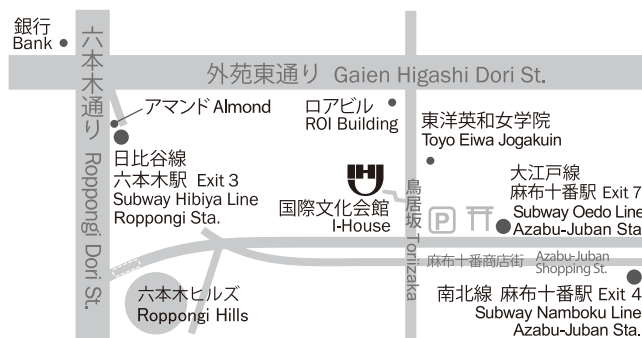 銀行
Bank
六本木通り Roppongi Dori St.
外苑東通り Gaien Higashi Dori St.
アマンド Almond
ロアビル
ROI Building
東洋英和女学院
Toyo Eiwa Jogakuin
日比谷線
六本木駅 Exit 3
Subway Hibiya Line
Roppongi Sta.
IHJ
国際文化会館
I-House
鳥居坂 Toriizaka
P
大江戸線
麻布十番駅 Exit 7
Subway Oedo Line
Azabu-Juban Sta.
麻布十番商店街 Azabu-Juban
Shopping St.
六本木ヒルズ
Roppongi Hills
南北線 麻布十番駅 Exit 4
Subway Namboku Line
Azabu-Juban Sta.